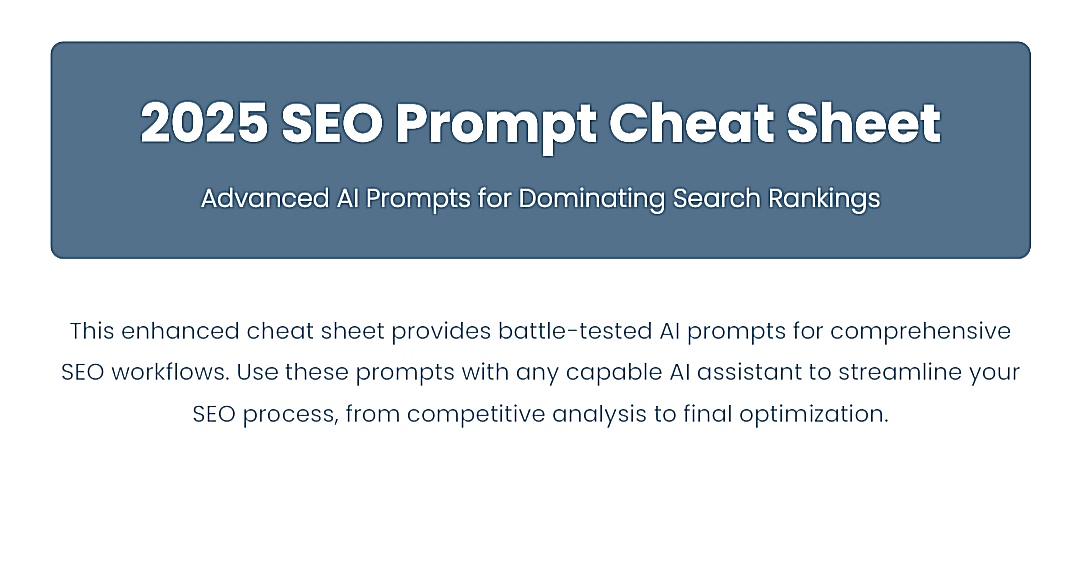 2025 SEO Prompt Cheat Sheet
Advanced AI Prompts for Dominating Search Rankings
This enhanced cheat sheet provides battle-tested AI prompts for comprehensive
SEO workflows. Use these prompts with any capable AI assistant to streamline your
SEO process, from competitive analysis to final optimization.